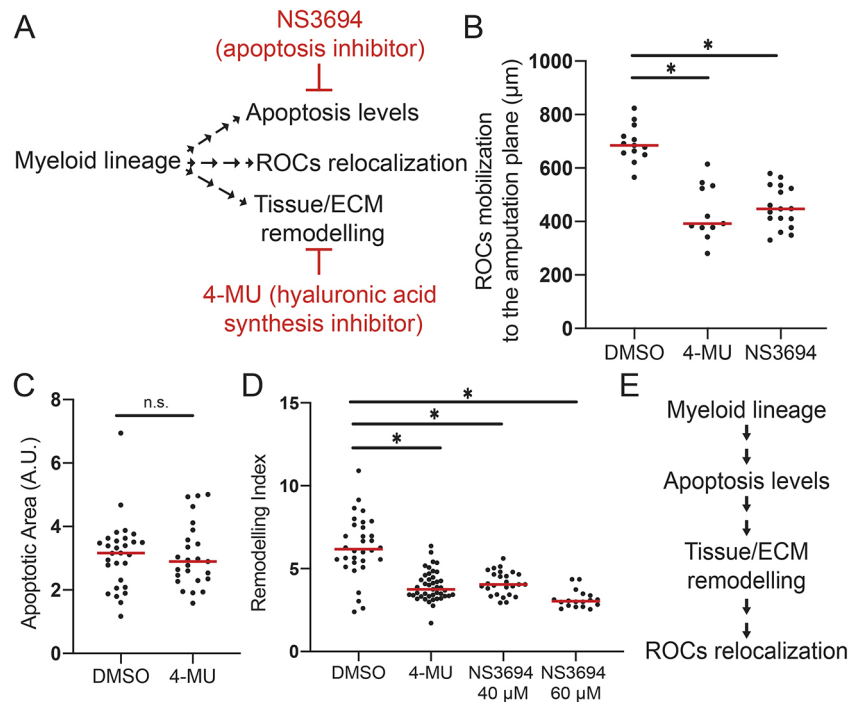 A
NS3694
(apoptosis inhibitor)
Apoptosis levels
Myeloid lineage
ROCs relocalization
Tissue/ECM
remodelling
4-MU (hyaluronic acid
synthesis inhibitor)
B
ROCs mobilization
to the amputation plane (µm)
1000
800
600
400
200
0
*
*
DMSO
4-MU
NS3694
C
Apoptotic Area (A.U.)
8
6
4
2
0
n.s.
DMSO
4-MU
D
Remodelling Index
15
10
5
0
*
*
*
DMSO
4-MU
NS3694
40 µM
NS3694
60 µM
E
Myeloid lineage
Apoptosis levels
Tissue/ECM
remodelling
ROCs relocalization